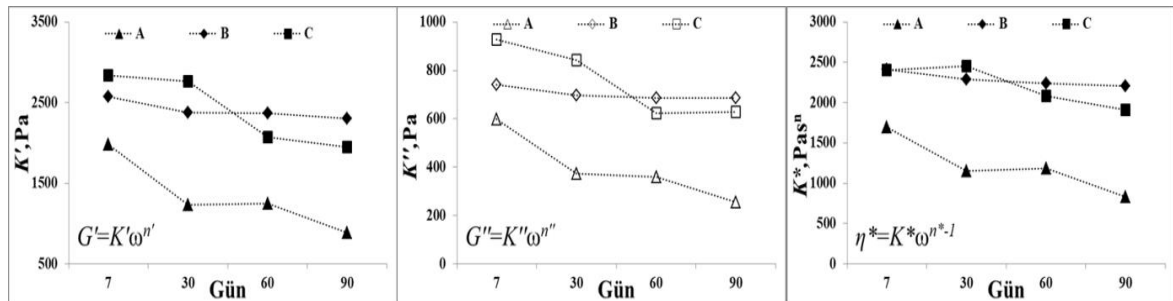 3500
2500
1500
500
K',Pa
A B C
G'=K'ω^n'
7 30 60 90
Gün
1000
800
600
400
200
0
K'',Pa
A B C
G''=K''ω^n''
7 30 60 90
Gün
3000
2500
2000
1500
1000
500
0
K*,Pas^n
A B C
η*=K*ω^n*-1
7 30 60 90
Gün